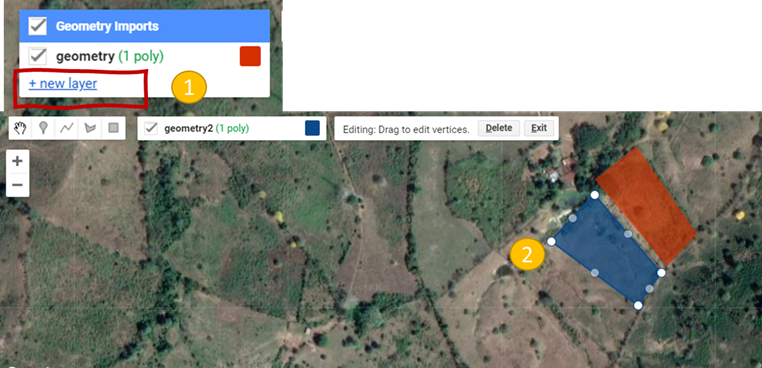 Geometry Imports
geometry (1 poly)
+ new layer
1
geometry2 (1 poly)
Editing: Drag to edit vertices. Delete Exit
+
−
2